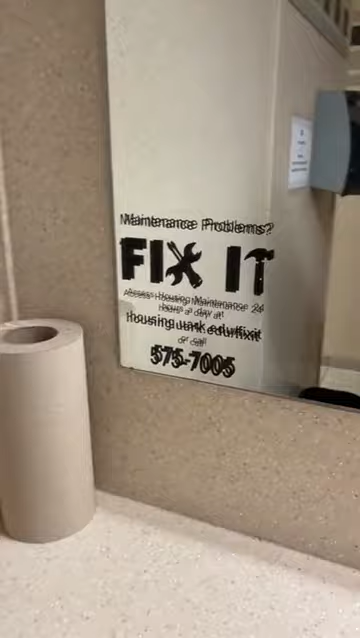 Maintenance Problems?
FIX IT
Access Housing Maintenance 24
hours a day at
housing.uark.edu/fixit
or call
575-7005